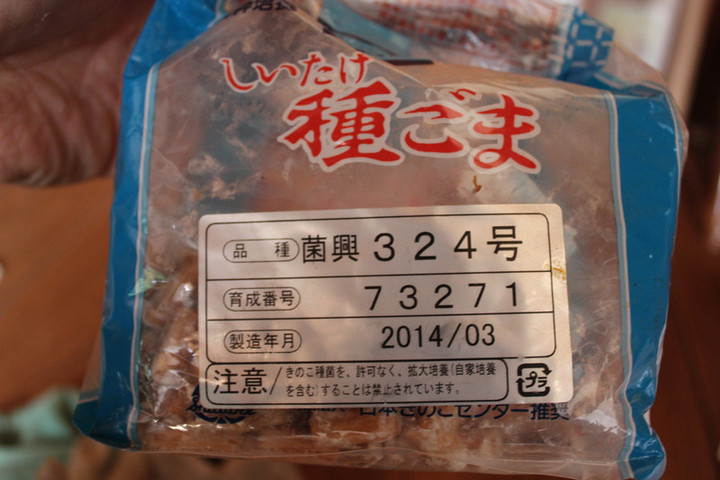 しいたけ
種ごま
品種 菌興324号
育成番号 73271
製造年月 2014/03
注意/ きのこ種菌を、許可なく、拡大培養(自家培養
を含む)することは禁止されています。
プラ
日本きのこセンター推奨